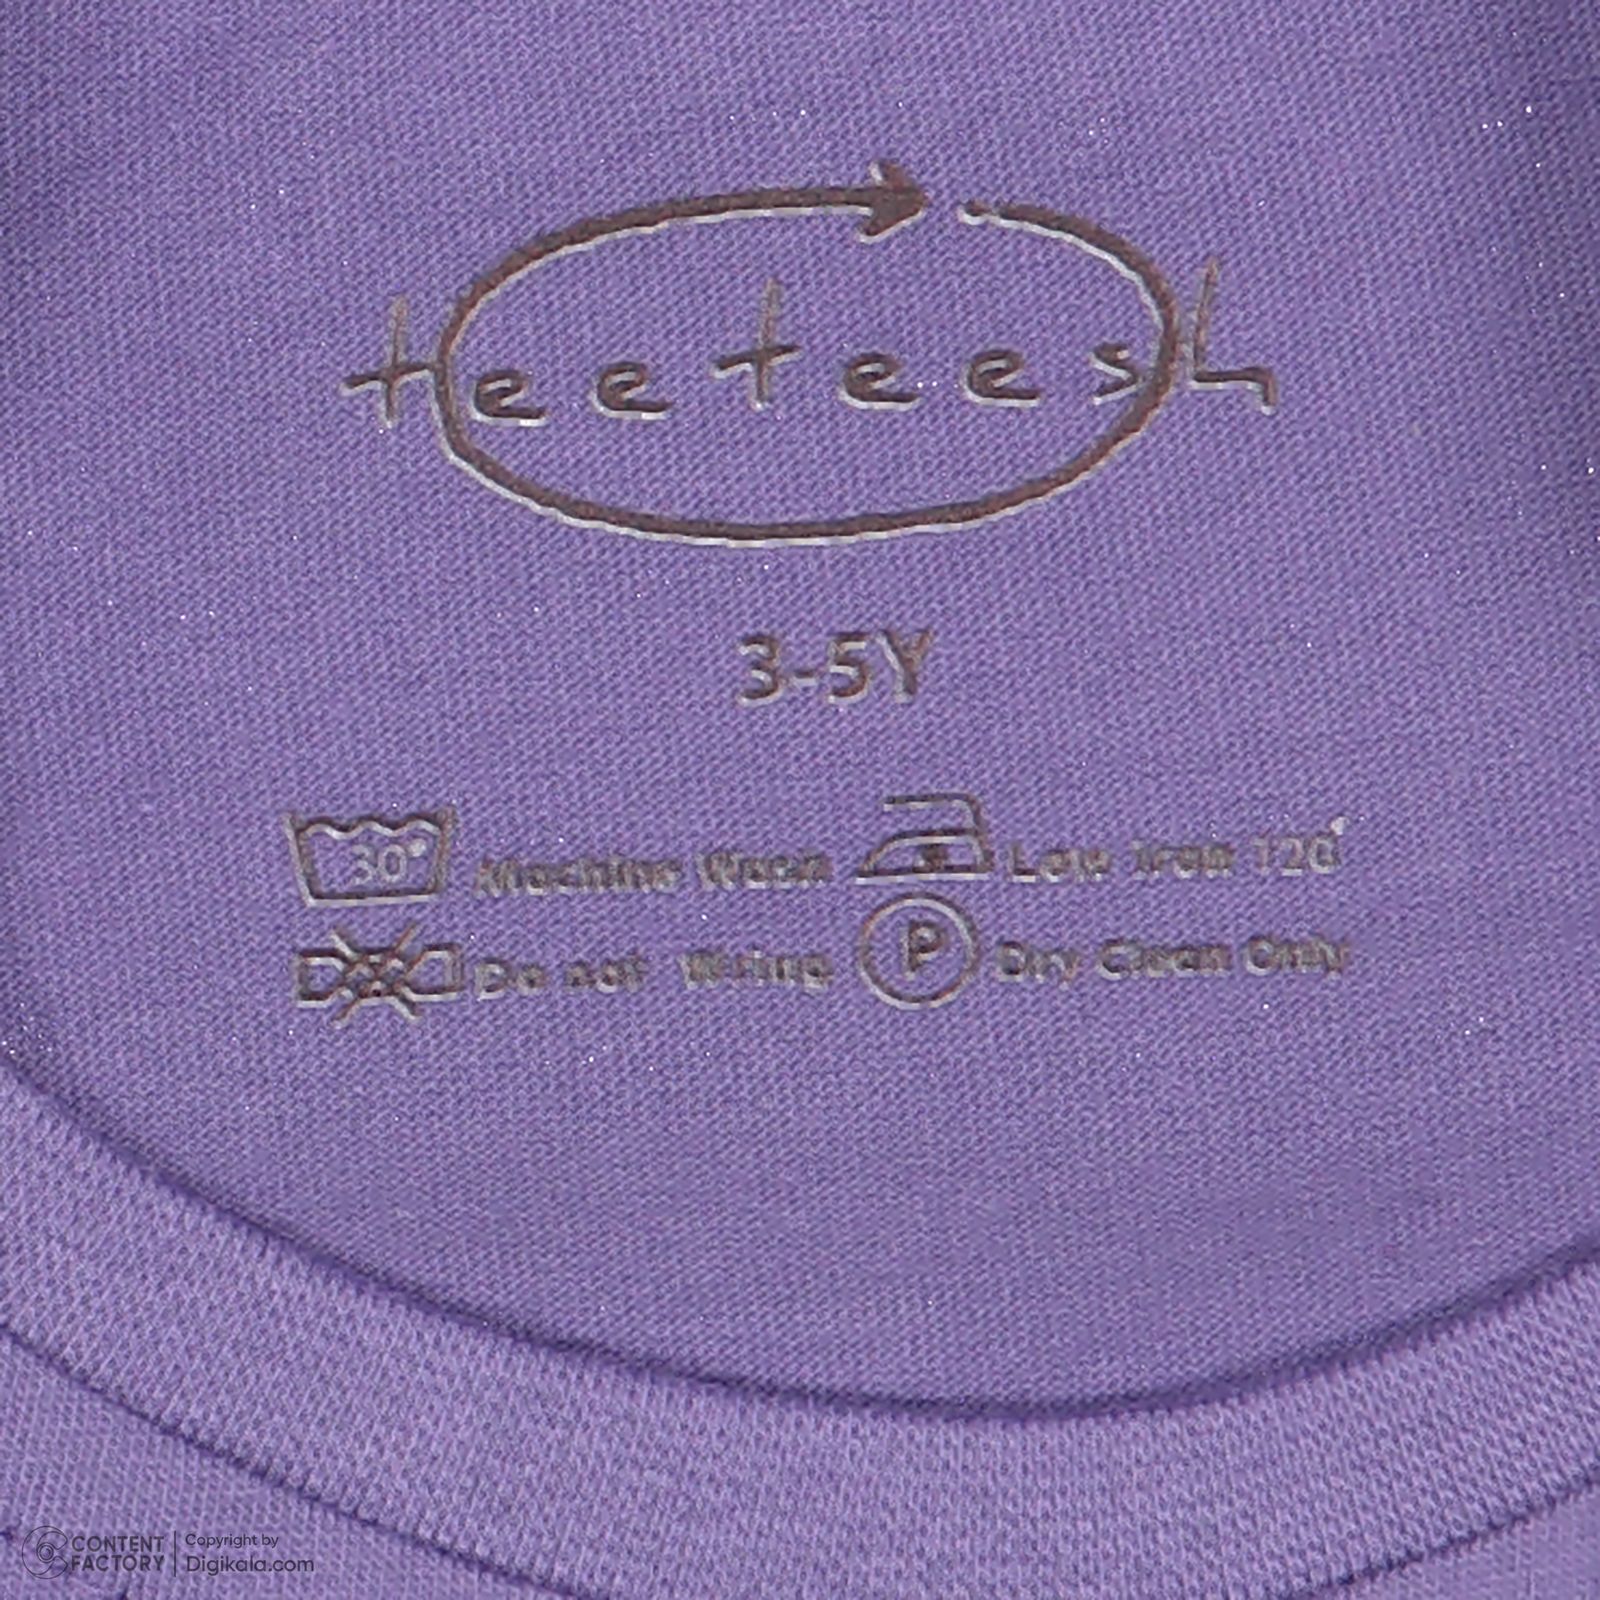 teeteesh
3-5Y
30° Machine Wash Low Iron 120°
Do not Wring P Dry Clean Only
CONTENT FACTORY
Copyright by Digikala.com